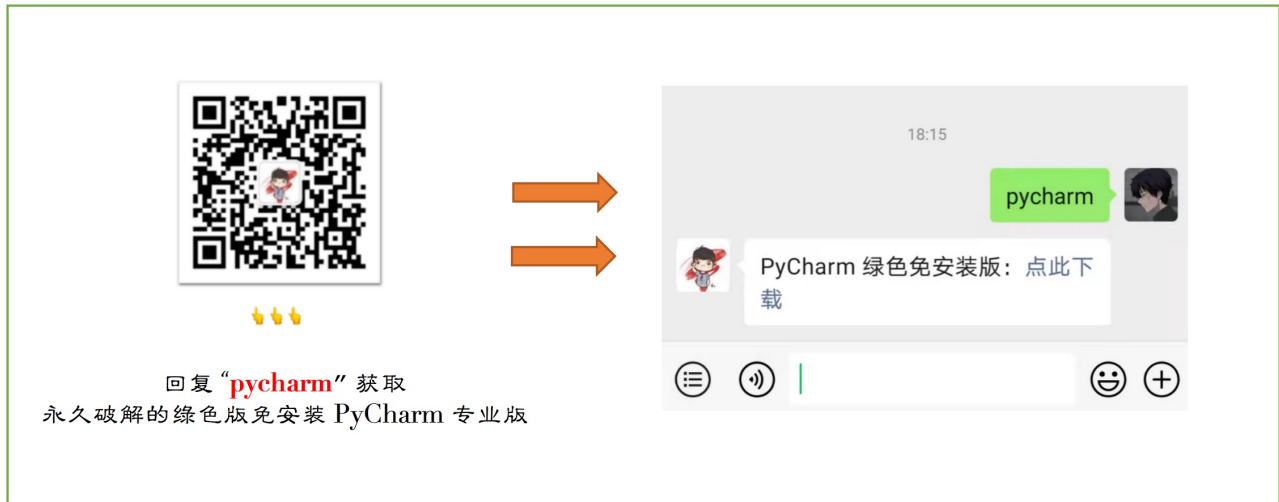 回复 “pycharm” 获取
永久破解的绿色版免安装 PyCharm 专业版
18:15
pycharm
PyCharm 绿色免安装版：点此下
载